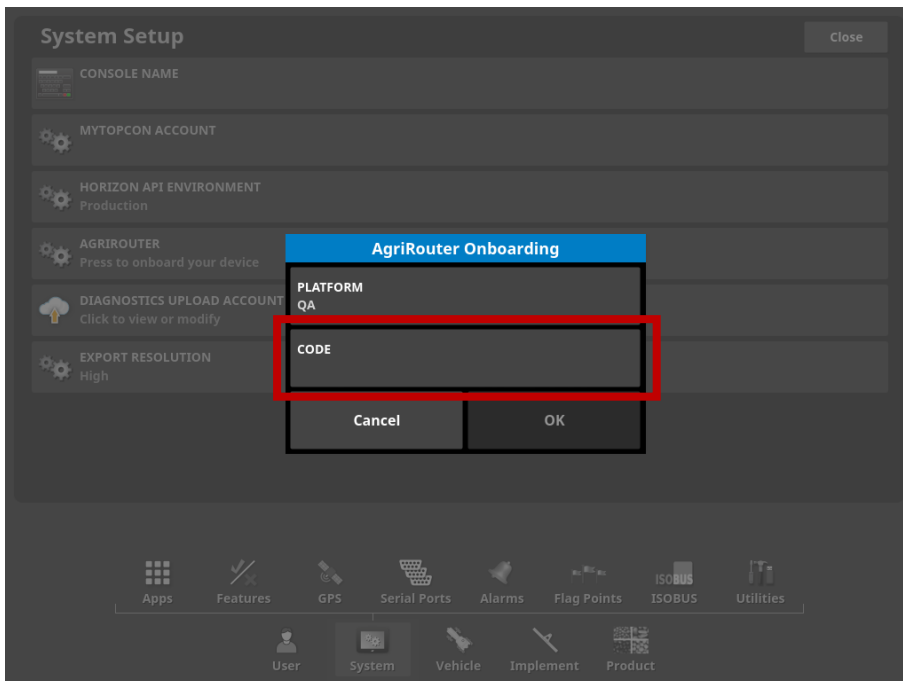 System Setup
Close
CONSOLE NAME
MYTOPCON ACCOUNT
HORIZON API ENVIRONMENT
Production
AGRIROUTER
Press to onboard your device
DIAGNOSTICS UPLOAD ACCOUNT
Click to view or modify
EXPORT RESOLUTION
High
AgriRouter Onboarding
PLATFORM
QA
CODE
Cancel
OK
Apps
Features
GPS
Serial Ports
Alarms
Flag Points
ISOBUS
ISOBUS
Utilities
User
System
Vehicle
Implement
Product